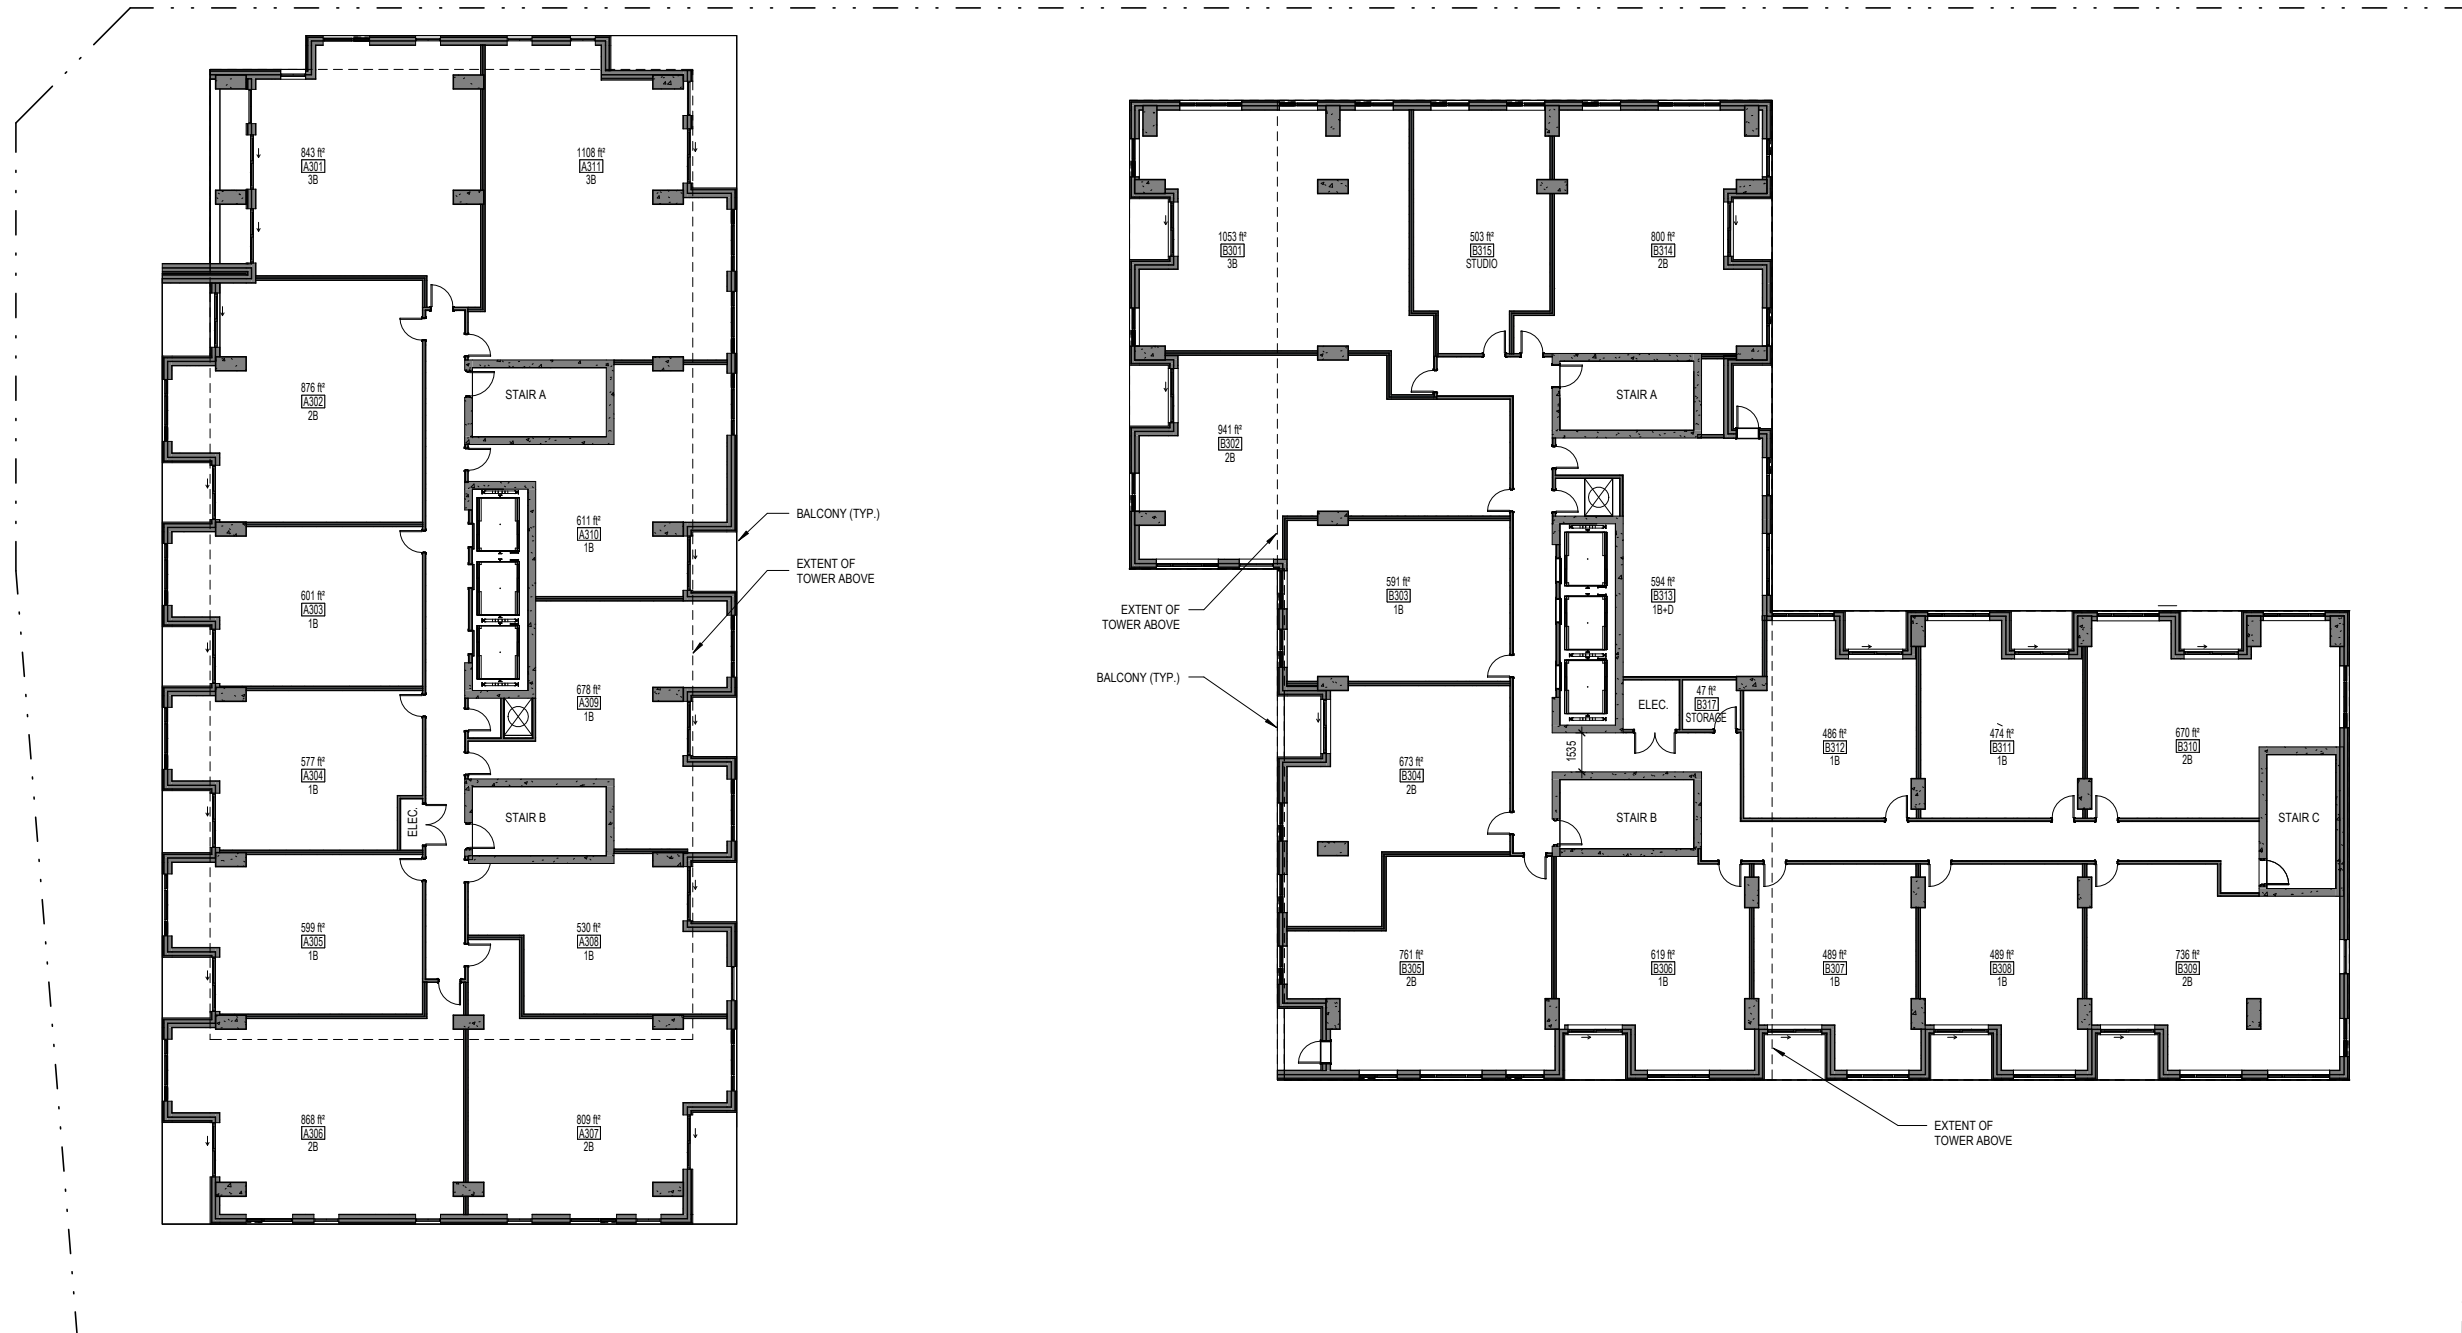 843 ft²
A301
3B
1108 ft²
A311
3B
876 ft²
A302
2B
STAIR A
611 ft²
A310
1B
BALCONY (TYP.)
EXTENT OF
TOWER ABOVE
601 ft²
A303
1B
678 ft²
A309
1B
577 ft²
A304
1B
ELEC.
STAIR B
599 ft²
A305
1B
530 ft²
A308
1B
868 ft²
A306
2B
809 ft²
A307
2B
1053 ft²
B301
3B
503 ft²
B315
STUDIO
800 ft²
B314
2B
STAIR A
941 ft²
B302
2B
591 ft²
B303
1B
594 ft²
B313
1B+D
EXTENT OF
TOWER ABOVE
BALCONY (TYP.)
ELEC.
47 ft²
B317
STORAGE
1535
673 ft²
B304
2B
486 ft²
B312
1B
474 ft²
B311
1B
670 ft²
B310
2B
STAIR B
STAIR C
761 ft²
B305
2B
619 ft²
B306
1B
489 ft²
B307
1B
489 ft²
B308
1B
736 ft²
B309
2B
EXTENT OF
TOWER ABOVE